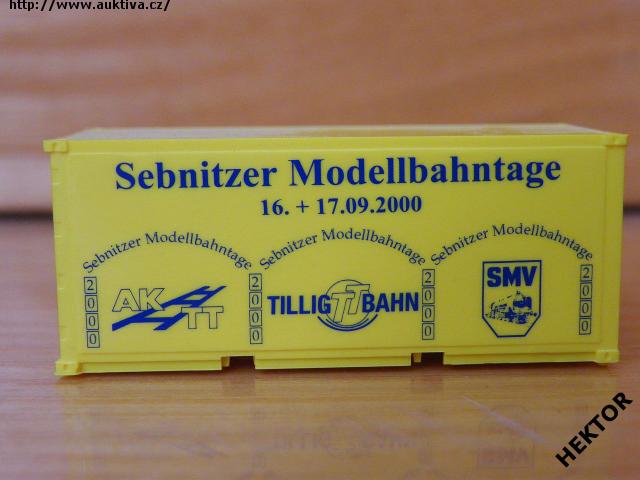 http://www.auktiva.cz/
Sebnitzer Modellbahntage
16. + 17.09.2000
Sebnitzer Modellbahntage
Sebnitzer Modellbahntage
Sebnitzer Modellbahntage
2000
2000
2000
2000
AK TT
TILLIG TT BAHN
SMV
HEKTOR